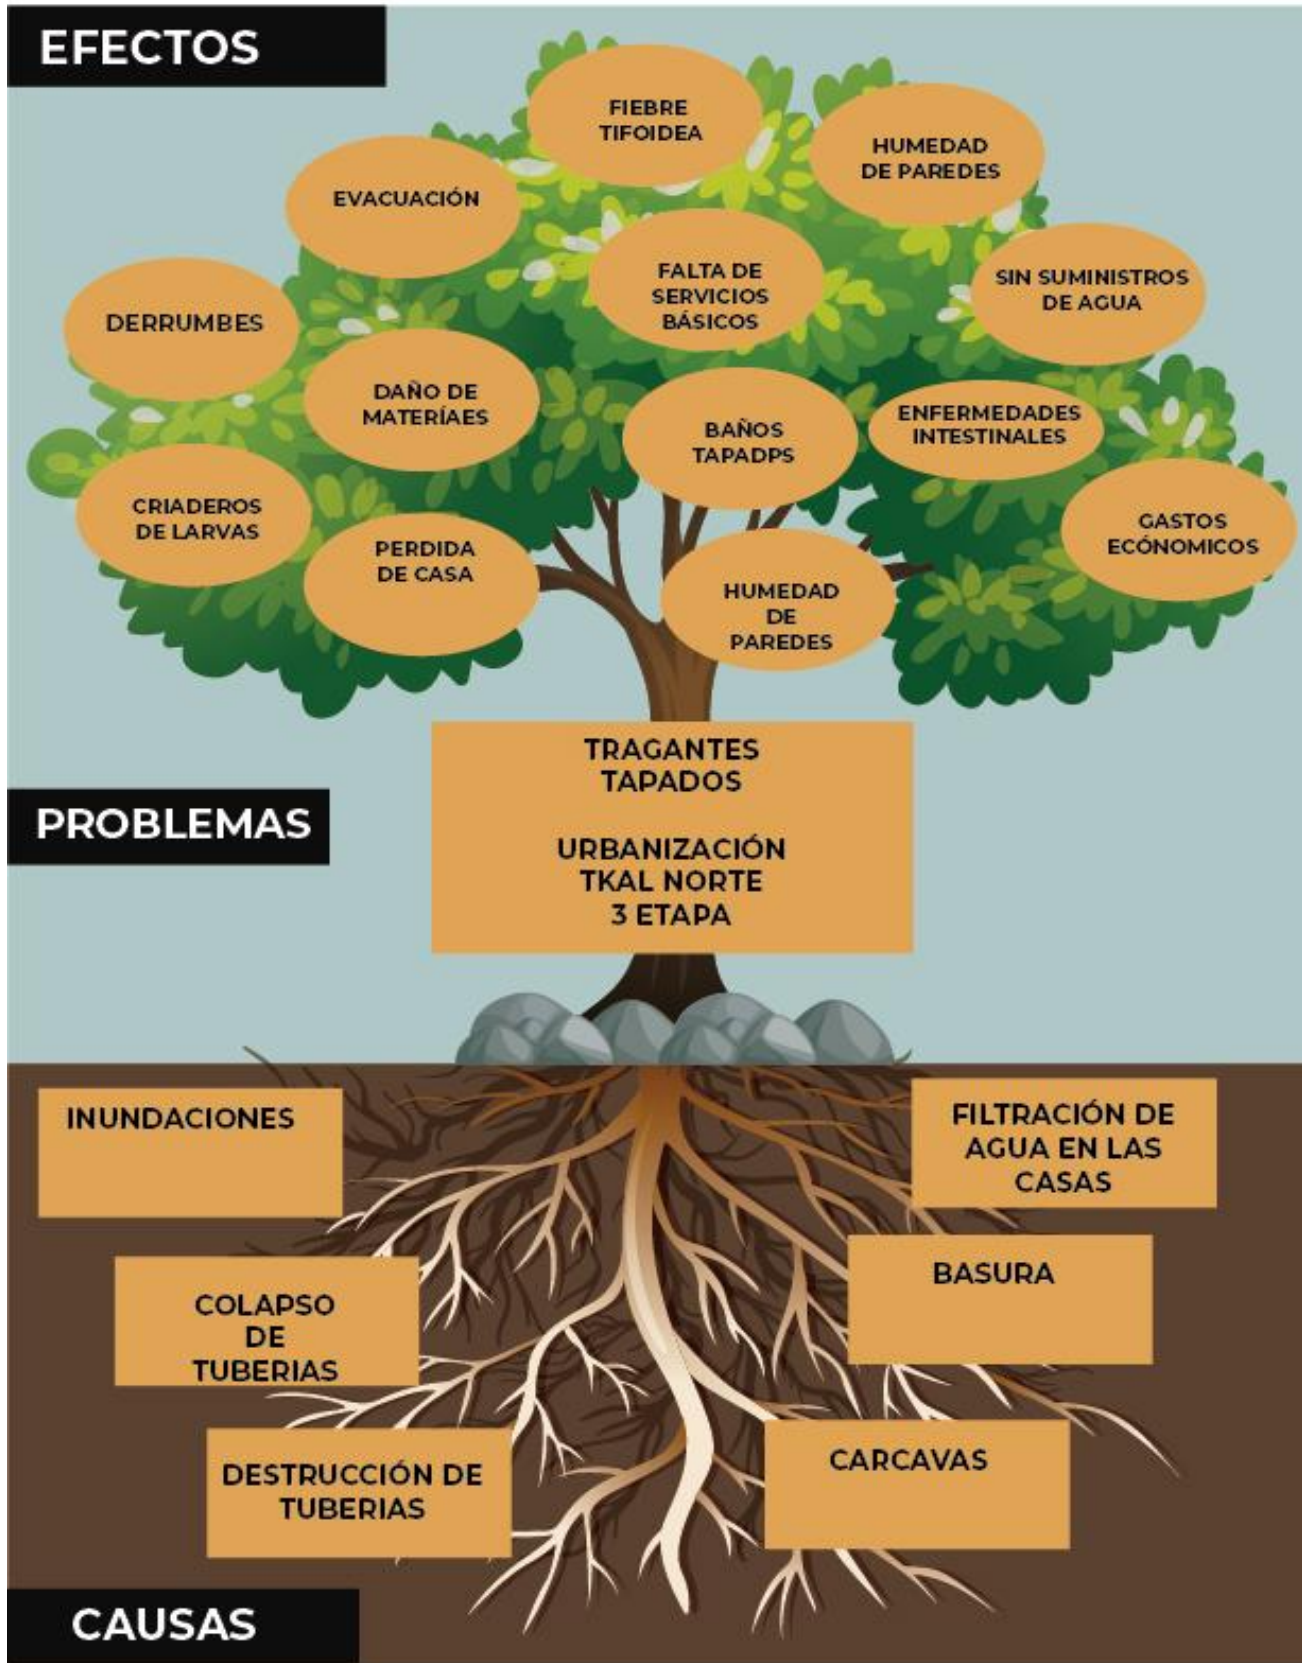 EFECTOS
FIEBRE
TIFOIDEA
HUMEDAD
DE PAREDES
EVACUACIÓN
FALTA DE
SERVICIOS
BÁSICOS
SIN SUMINISTROS
DE AGUA
DERRUMBES
DAÑO DE
MATERÍAES
BAÑOS
TAPADPS
ENFERMEDADES
INTESTINALES
CRIADEROS
DE LARVAS
PERDIDA
DE CASA
HUMEDAD
DE
PAREDES
GASTOS
ECÓNOMICOS
PROBLEMAS
TRAGANTES
TAPADOS
URBANIZACIÓN
TKAL NORTE
3 ETAPA
INUNDACIONES
FILTRACIÓN DE
AGUA EN LAS
CASAS
COLAPSO
DE
TUBERIAS
BASURA
DESTRUCCIÓN DE
TUBERIAS
CARCAVAS
CAUSAS